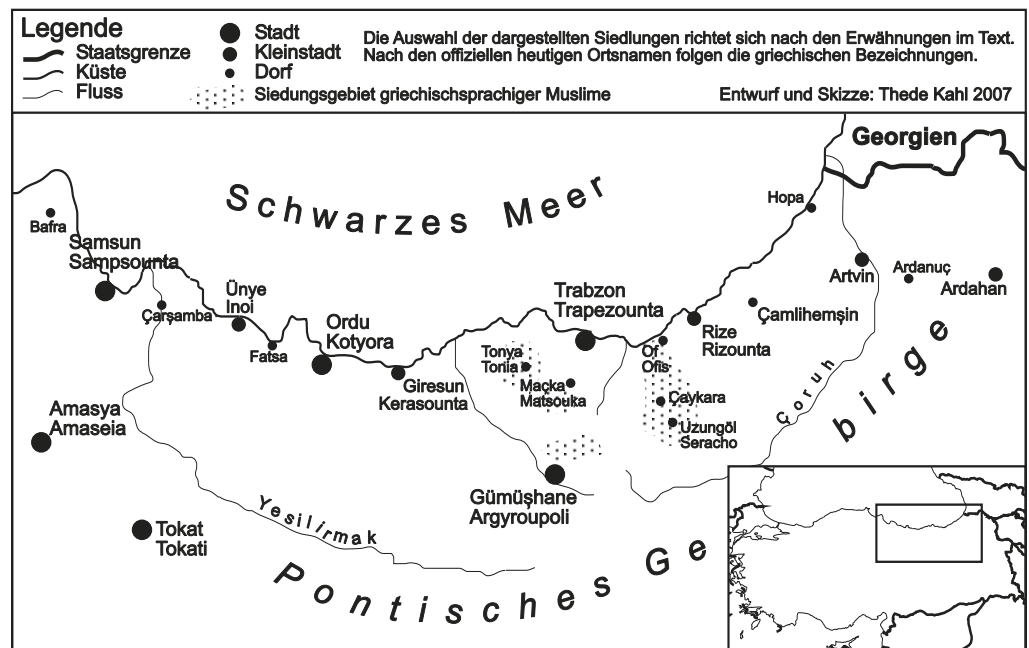 Legende
Staatsgrenze
Küste
Fluss
Stadt
Kleinstadt
Dorf
Siedungsgebiet griechischsprachiger Muslime
Die Auswahl der dargestellten Siedlungen richtet sich nach den Erwähnungen im Text.
Nach den offiziellen heutigen Ortsnamen folgen die griechischen Bezeichnungen.
Entwurf und Skizze: Thede Kahl 2007
Georgien
Schwarzes Meer
Hopa
Bafra
Samsun
Sampsounta
Çarşamba
Ünye
Inoi
Fatsa
Ordu
Kotyora
Giresun
Kerasounta
Trabzon
Trapezounta
Tonya
Tonia
Maçka
Matsouka
Of
Ofis
Çaykara
Uzungöl
Seracho
Rize
Rizounta
Çamlihemşin
Artvin
Ardanuç
Ardahan
Çoruh
Amasya
Amaseia
Tokat
Tokati
Yesilirmak
Gümüşhane
Argyroupoli
Pontisches Gebirge